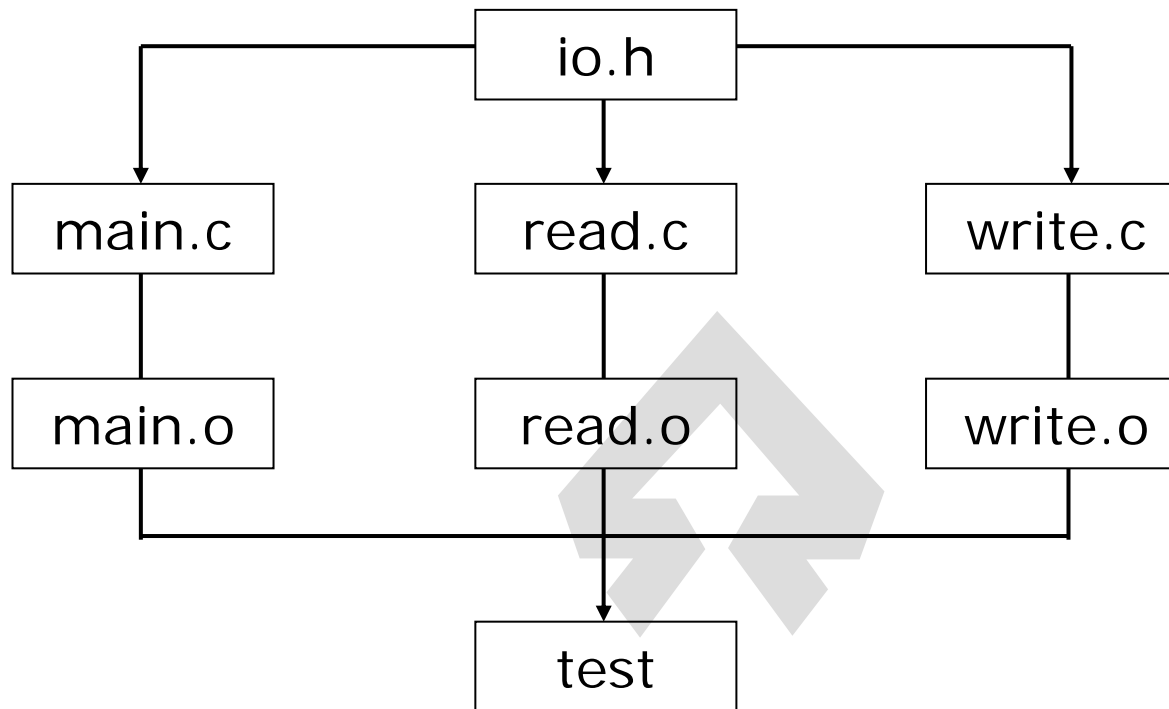 io.h
main.c
read.c
write.c
main.o
read.o
write.o
test